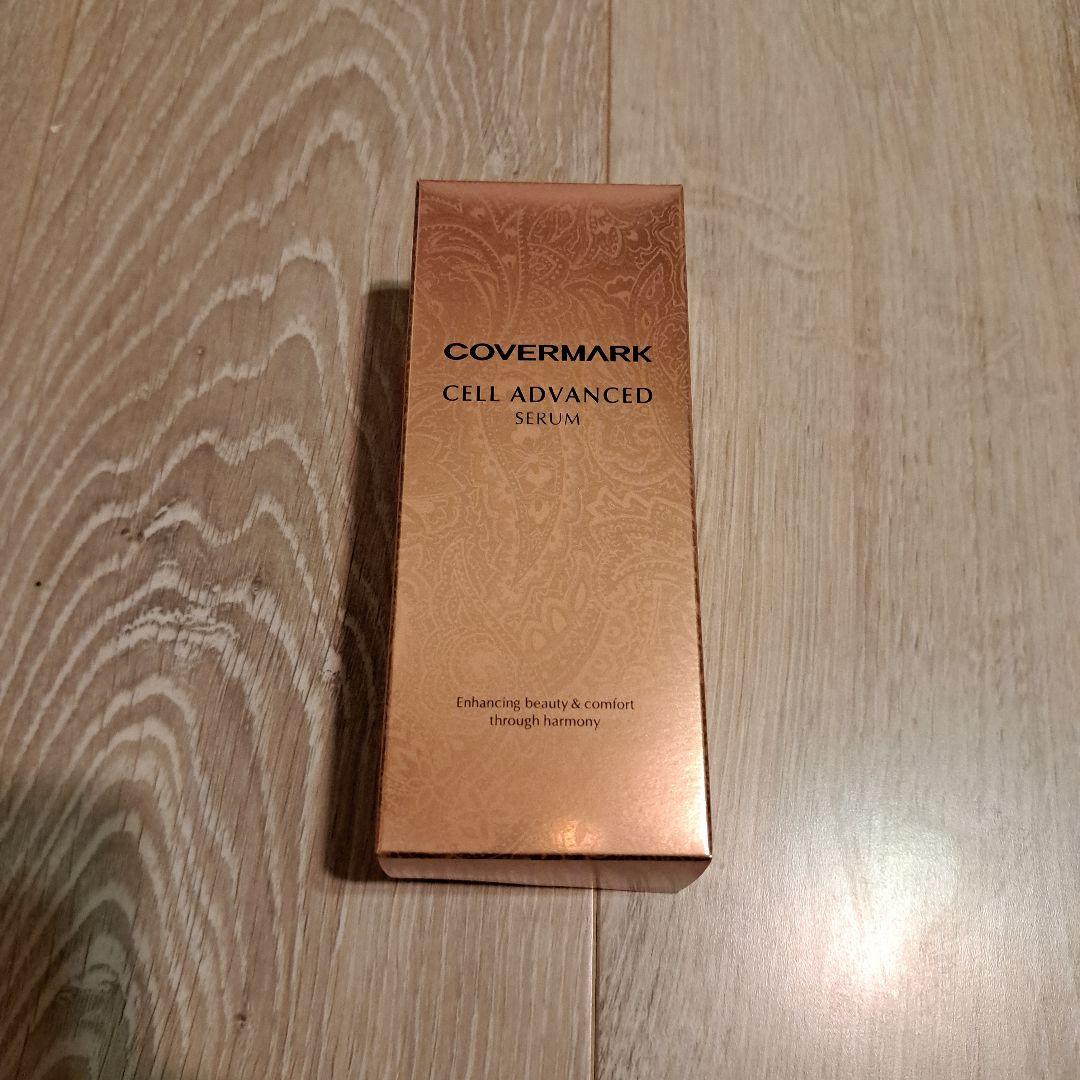 COVERMARK
CELL ADVANCED
SERUM
Enhancing beauty & comfort
through harmony